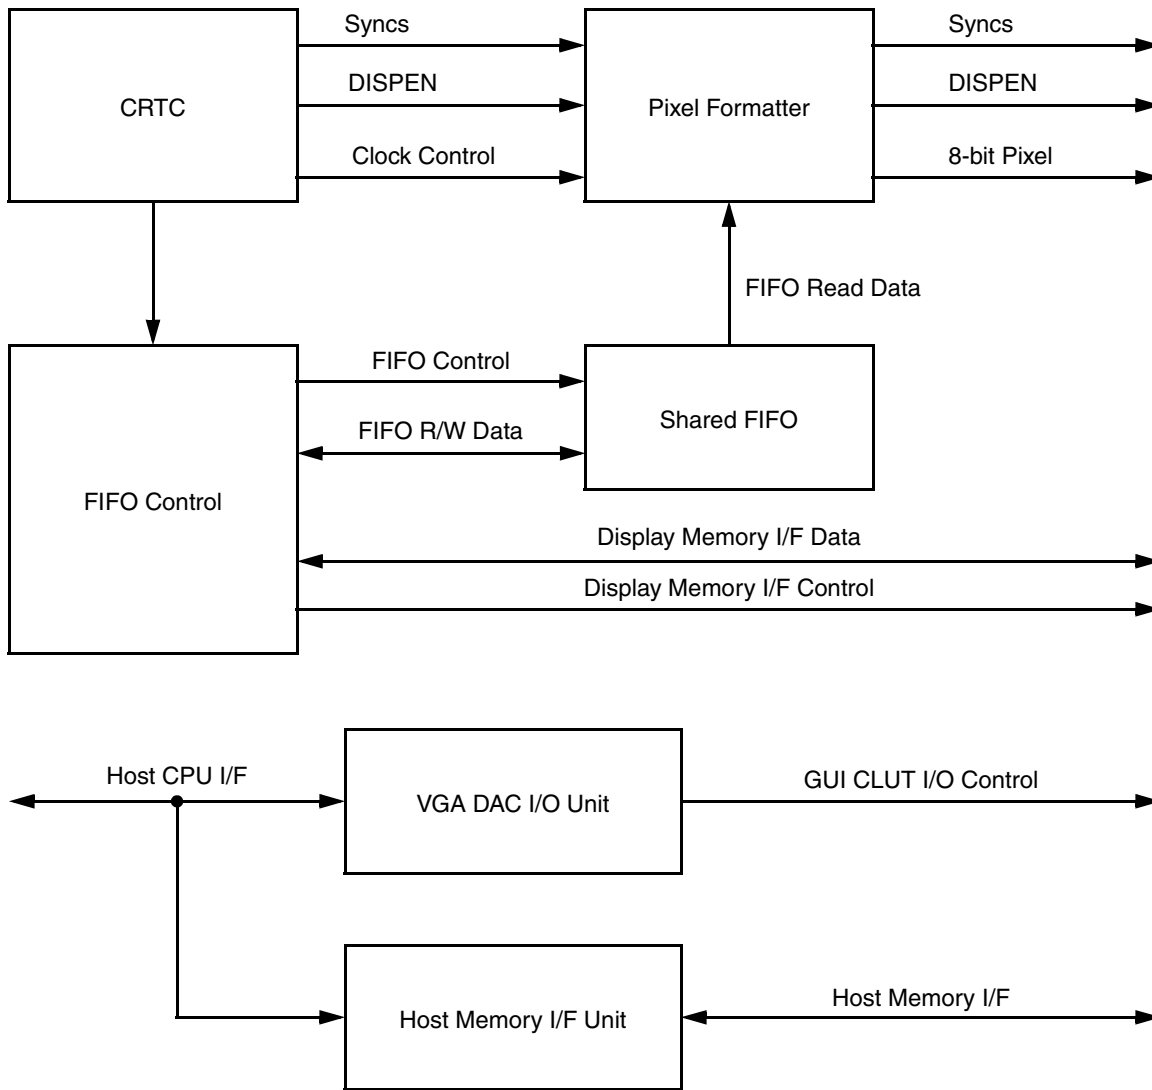 Syncs
Syncs
DISPEN
DISPEN
CRTC
Pixel Formatter
Clock Control
8-bit Pixel
FIFO Read Data
FIFO Control
Shared FIFO
FIFO R/W Data
FIFO Control
Display Memory I/F Data
Display Memory I/F Control
Host CPU I/F
VGA DAC I/O Unit
GUI CLUT I/O Control
Host Memory I/F Unit
Host Memory I/F